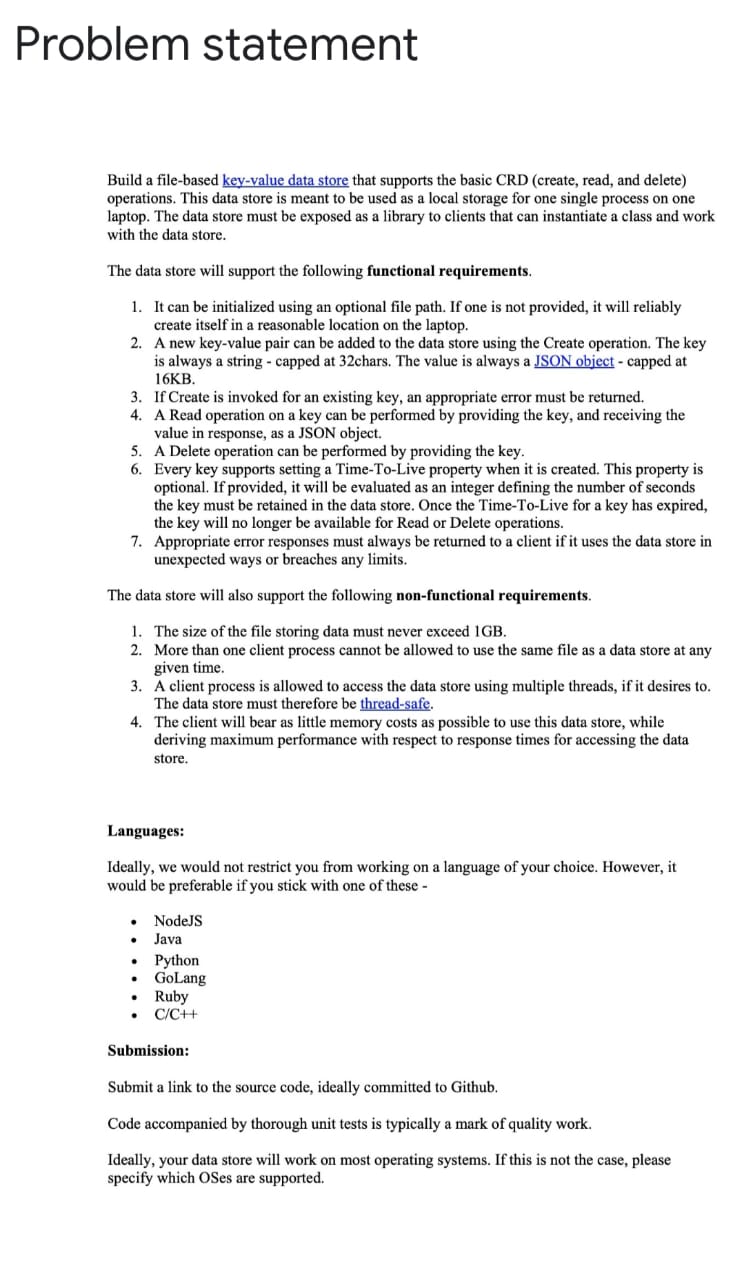 Problem statement
Build a file-based key-value data store that supports the basic CRD (create, read, and delete)
operations. This data store is meant to be used as a local storage for one single process on one
laptop. The data store must be exposed as a library to clients that can instantiate a class and work
with the data store.
The data store will support the following functional requirements.
1. It can be initialized using an optional file path. If one is not provided, it will reliably
create itself in a reasonable location on the laptop.
2. A new key-value pair can be added to the data store using the Create operation. The key
is always a string - capped at 32chars. The value is always a JSON object - capped at
16KB.
3. If Create is invoked for an existing key, an appropriate error must be returned.
4. A Read operation on a key can be performed by providing the key, and receiving the
value in response, as a JSON object.
5. A Delete operation can be performed by providing the key.
6. Every key supports setting a Time-To-Live property when it is created. This property is
optional. If provided, it will be evaluated as an integer defining the number of seconds
the key must be retained in the data store. Once the Time-To-Live for a key has expired,
the key will no longer be available for Read or Delete operations.
7. Appropriate error responses must always be returned to a client if it uses the data store in
unexpected ways or breaches any limits.
The data store will also support the following non-functional requirements.
1. The size of the file storing data must never exceed 1GB.
2. More than one client process cannot be allowed to use the same file as a data store at any
given time.
3. A client process is allowed to access the data store using multiple threads, if it desires to.
The data store must therefore be thread-safe.
4. The client will bear as little memory costs as possible to use this data store, while
deriving maximum performance with respect to response times for accessing the data
store.
Languages:
Ideally, we would not restrict you from working on a language of your choice. However, it
would be preferable if you stick with one of these -
• NodeJS
• Java
• Python
• GoLang
• Ruby
• C/C++
Submission:
Submit a link to the source code, ideally committed to Github.
Code accompanied by thorough unit tests is typically a mark of quality work.
Ideally, your data store will work on most operating systems. If this is not the case, please
specify which OSes are supported.